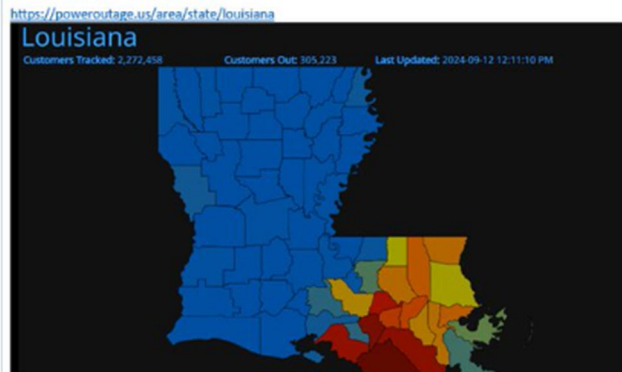 https://poweroutage.us/area/state/louisiana
Louisiana
Customers Tracked: 2,272,458 Customers Out: 305,223 Last Updated: 2024-09-12 12:11:10 PM